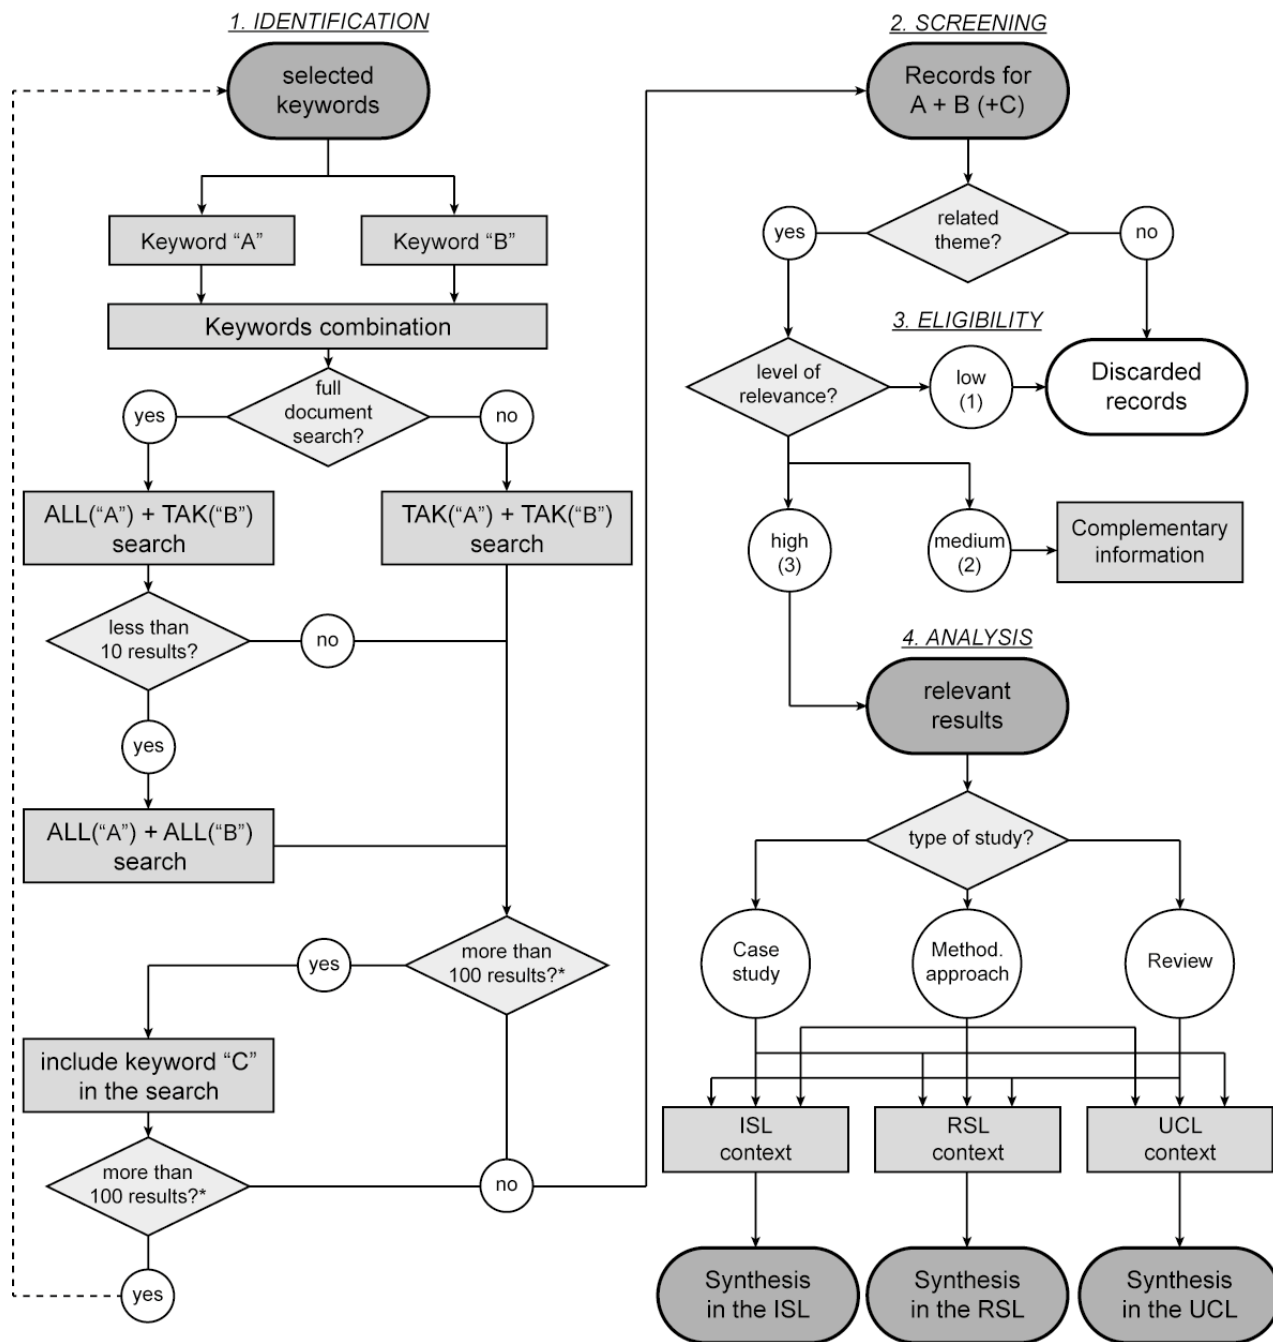 1. IDENTIFICATION
selected
keywords
Keyword “A”
Keyword “B”
Keywords combination
full
document
search?
yes
no
ALL(“A”) + TAK(“B”)
search
TAK(“A”) + TAK(“B”)
search
less than
10 results?
no
yes
ALL(“A”) + ALL(“B”)
search
more than
100 results?*
yes
include keyword “C”
in the search
more than
100 results?*
no
yes
2. SCREENING
Records for
A + B (+C)
related
theme?
yes
no
3. ELIGIBILITY
level of
relevance?
low
(1)
Discarded
records
high
(3)
medium
(2)
Complementary
information
4. ANALYSIS
relevant
results
type of study?
Case
study
Method.
approach
Review
ISL
context
RSL
context
UCL
context
Synthesis
in the ISL
Synthesis
in the RSL
Synthesis
in the UCL